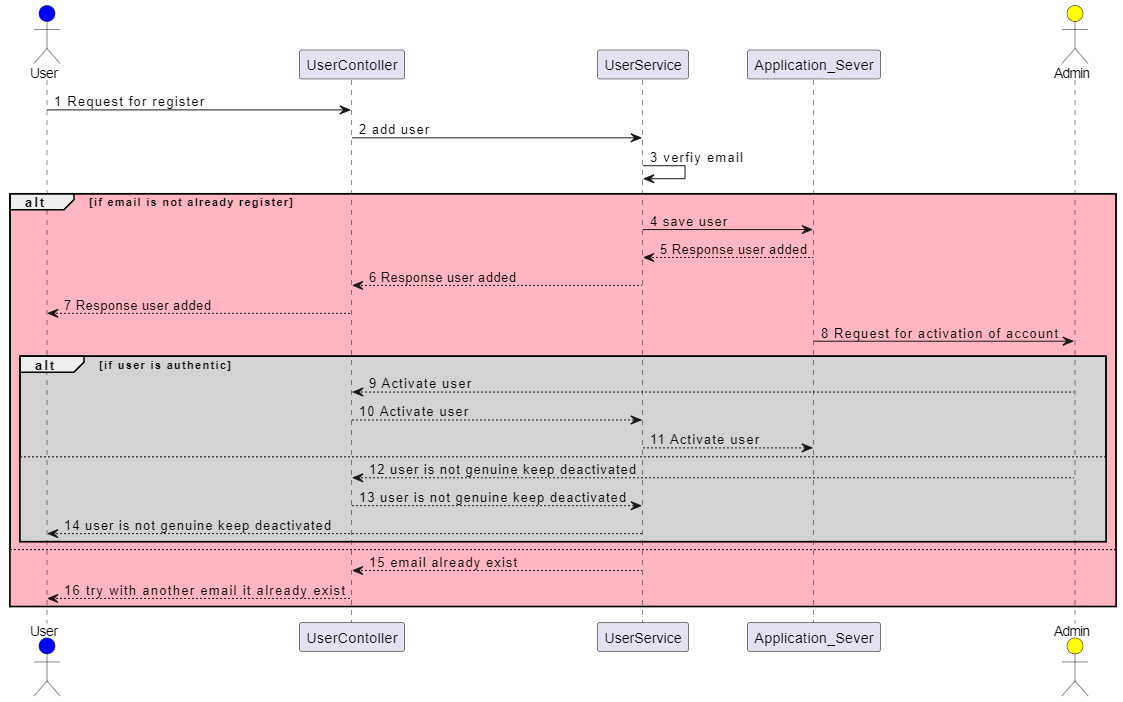 User
UserContoller
UserService
Application_Sever
Admin
1 Request for register
2 add user
3 verfiy email
alt [if email is not already register]
4 save user
5 Response user added
6 Response user added
7 Response user added
8 Request for activation of account
alt [if user is authentic]
9 Activate user
10 Activate user
11 Activate user
12 user is not genuine keep deactivated
13 user is not genuine keep deactivated
14 user is not genuine keep deactivated
15 email already exist
16 try with another email it already exist
User
UserContoller
UserService
Application_Sever
Admin